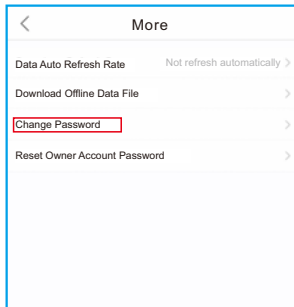 More
Data Auto Refresh Rate Not refresh automatically
Download Offline Data File
Change Password
Reset Owner Account Password